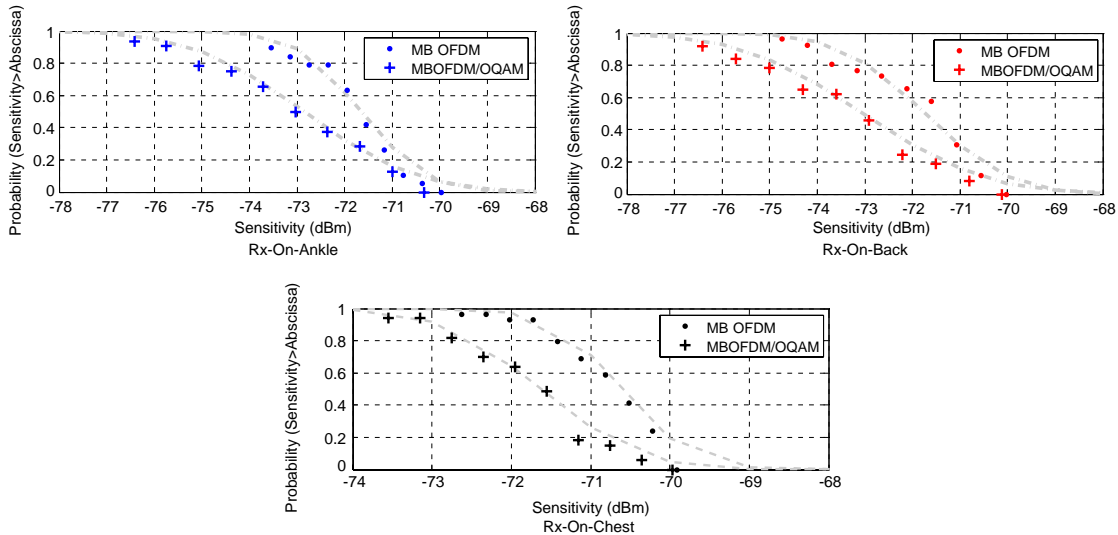 Probability (Sensitivity>Abscissa)
1
0.8
0.6
0.4
0.2
0
-78 -77 -76 -75 -74 -73 -72 -71 -70 -69 -68
Sensitivity (dBm)
Rx-On-Ankle
MB OFDM
MBOFDM/OQAM
Probability (Sensitivity>Abscissa)
1
0.8
0.6
0.4
0.2
0
-78 -77 -76 -75 -74 -73 -72 -71 -70 -69 -68
Sensitivity (dBm)
Rx-On-Back
MB OFDM
MBOFDM/OQAM
Probability (Sensitivity>Abscissa)
1
0.8
0.6
0.4
0.2
0
-74 -73 -72 -71 -70 -69 -68
Sensitivity (dBm)
Rx-On-Chest
MB OFDM
MBOFDM/OQAM